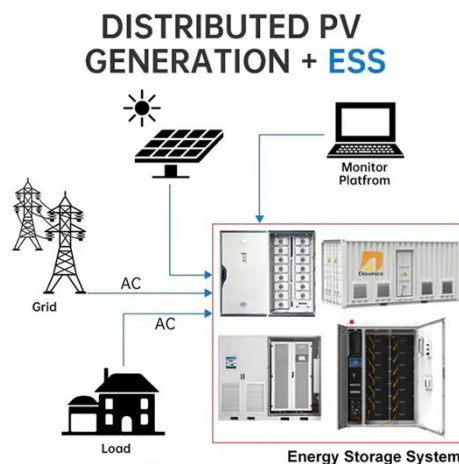 DISTRIBUTED PV
GENERATION + ESS
Monitor
Platfrom
AC
Grid
AC
Load
Energy Storage System